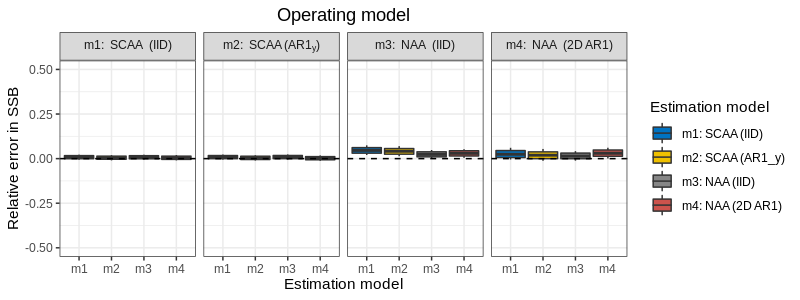 Operating model
m1: SCAA (IID)
m2: SCAA (AR1y)
m3: NAA (IID)
m4: NAA (2D AR1)
Relative error in SSB
0.50
0.25
0.00
-0.25
-0.50
m1 m2 m3 m4
m1 m2 m3 m4
m1 m2 m3 m4
m1 m2 m3 m4
Estimation model
Estimation model
m1: SCAA (IID)
m2: SCAA (AR1_y)
m3: NAA (IID)
m4: NAA (2D AR1)